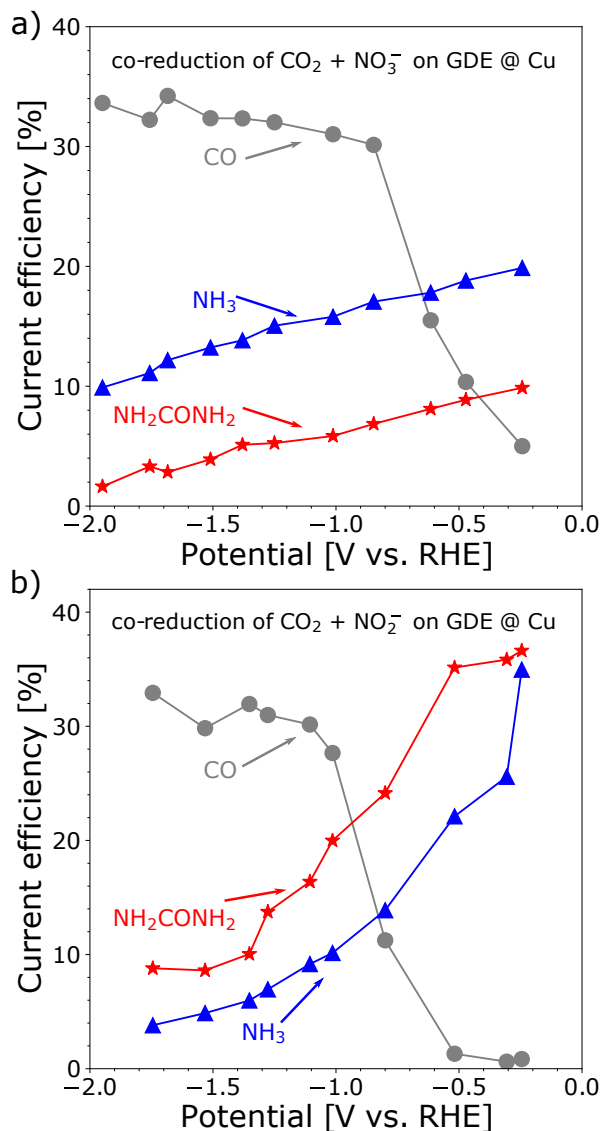 a)
co-reduction of CO₂ + NO₃⁻ on GDE @ Cu
Current efficiency [%]
40
30
20
10
0
CO
NH₃
NH₂CONH₂
−2.0 −1.5 −1.0 −0.5 0.0
Potential [V vs. RHE]
b)
co-reduction of CO₂ + NO₂⁻ on GDE @ Cu
Current efficiency [%]
40
30
20
10
0
CO
NH₂CONH₂
NH₃
−2.0 −1.5 −1.0 −0.5 0.0
Potential [V vs. RHE]